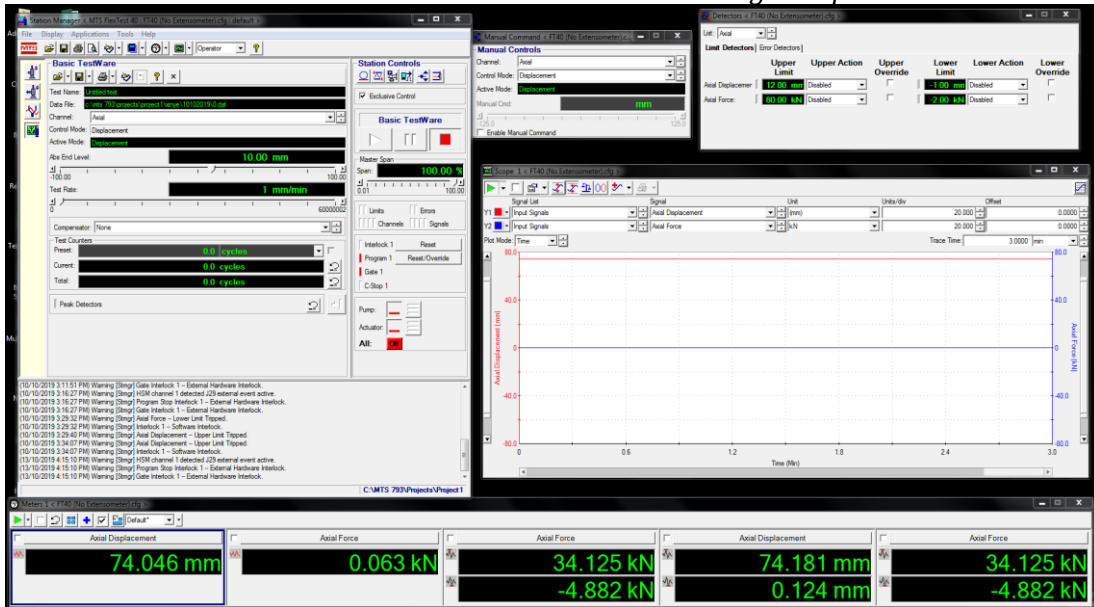 Station Manager < MTS FlexTest 40 : FT40 (No Extensometer).cfg : default >
File Display Applications Tools Help
MTS Operator
Basic TestWare
Test Name: Untitled test
Data File:
Channel: Axial
Control Mode: Displacement
Active Mode: Displacement
Abs End Level: 10.00 mm
-100.00 100.00
Test Rate: 1 mm/min
0 60000002
Compensator: None
Test Counters
Preset: 0.0 cycles
Current: 0.0 cycles
Total: 0.0 cycles
Peak Detectors
Station Controls
Exclusive Control
Basic TestWare
Master Span
Span: 100.00 %
0.01 100.00
Limits Errors
Channels Signals
Interlock 1 Reset
Program 1 Reset/Override
Gate 1
C-Stop 1
Pump:
Actuator:
All: Off
(10/10/2019 3:11:51 PM) Warning [Stmgr] Gate Interlock 1 -- External Hardware Interlock.
(10/10/2019 3:16:27 PM) Warning [Stmgr] HSM channel 1 detected J29 external event active.
(10/10/2019 3:16:27 PM) Warning [Stmgr] Program Stop Interlock 1 -- External Hardware Interlock.
(10/10/2019 3:16:27 PM) Warning [Stmgr] Gate Interlock 1 -- External Hardware Interlock.
(10/10/2019 3:29:32 PM) Warning [Stmgr] Axial Force -- Lower Limit Tripped.
(10/10/2019 3:29:32 PM) Warning [Stmgr] Interlock 1 -- Software Interlock.
(10/10/2019 3:29:40 PM) Warning [Stmgr] Axial Displacement -- Upper Limit Tripped.
(10/10/2019 3:34:07 PM) Warning [Stmgr] Axial Displacement -- Upper Limit Tripped.
(10/10/2019 3:34:07 PM) Warning [Stmgr] Interlock 1 -- Software Interlock.
(13/10/2019 4:15:10 PM) Warning [Stmgr] HSM channel 1 detected J29 external event active.
(13/10/2019 4:15:10 PM) Warning [Stmgr] Program Stop Interlock 1 -- External Hardware Interlock.
(13/10/2019 4:15:10 PM) Warning [Stmgr] Gate Interlock 1 -- External Hardware Interlock.
C:\MTS 793\Projects\Project1
Manual Command < FT40 (No Extensometer).c...
Manual Controls
Channel: Axial
Control Mode: Displacement
Active Mode: Displacement
Manual Cmd: mm
-125.0 125.0
Enable Manual Command
Detectors < FT40 (No Extensometer).cfg >
List: Axial
Limit Detectors Error Detectors
Upper Limit Upper Action Upper Override Lower Limit Lower Action Lower Override
Axial Displacemer 12.00 mm Disabled -1.00 mm Disabled
Axial Force: 80.00 kN Disabled -2.00 kN Disabled
Scope 1 < FT40 (No Extensometer).cfg >
Signal List Signal Unit Units/div Offset
Y1 Input Signals Axial Displacement (mm) 20.000 0.0000
Y2 Input Signals Axial Force kN 20.000 0.0000
Plot Mode: Time Trace Time: 3.0000 min
80.0 80.0
40.0 40.0
0 0
-40.0 -40.0
-80.0 -80.0
Axial Displacement (mm)
Axial Force (kN)
0 0.6 1.2 1.8 2.4 3.0
Time (Min)
Meters 1 < FT40 (No Extensometer).cfg >
Default*
Axial Displacement Axial Force Axial Force Axial Displacement Axial Force
74.046 mm 0.063 kN 34.125 kN 74.181 mm 34.125 kN
-4.882 kN 0.124 mm -4.882 kN